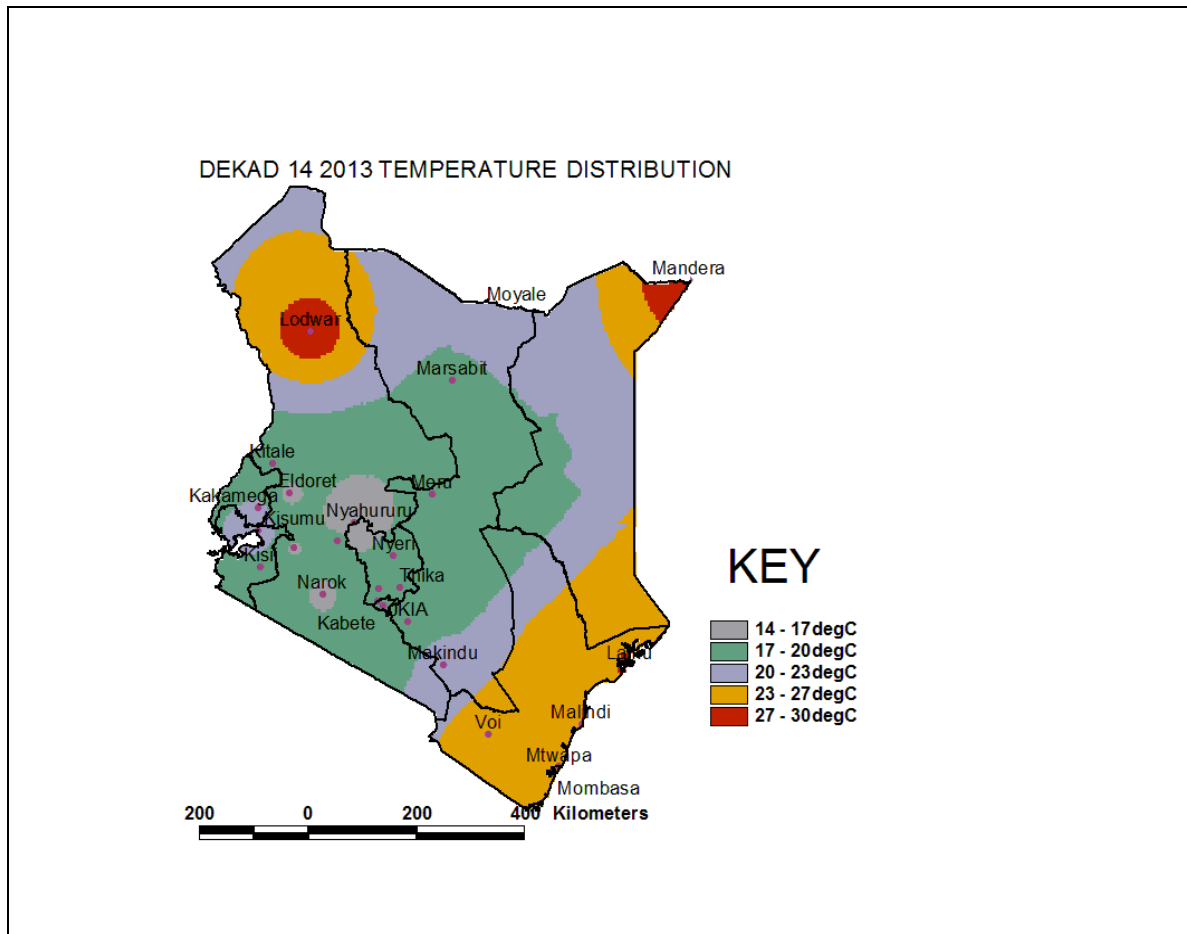 DEKAD 14 2013 TEMPERATURE DISTRIBUTION
Mandera
Moyale
Lodwar
Marsabit
Kitale
Eldoret
Meru
Kakamega
Nyahururu
Kisumu
Nyeri
Kisi
Thika
Narok
JKIA
Kabete
Makindu
Lamu
Voi
Malindi
Mtwapa
Mombasa
KEY
14 - 17degC
17 - 20degC
20 - 23degC
23 - 27degC
27 - 30degC
200 0 200 400 Kilometers